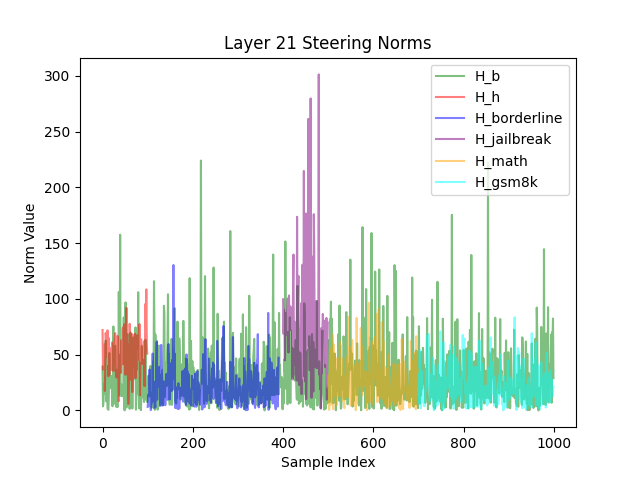 Layer 21 Steering Norms
300
250
200
150
100
50
0
Norm Value
H_b
H_h
H_borderline
H_jailbreak
H_math
H_gsm8k
0
200
400
600
800
1000
Sample Index